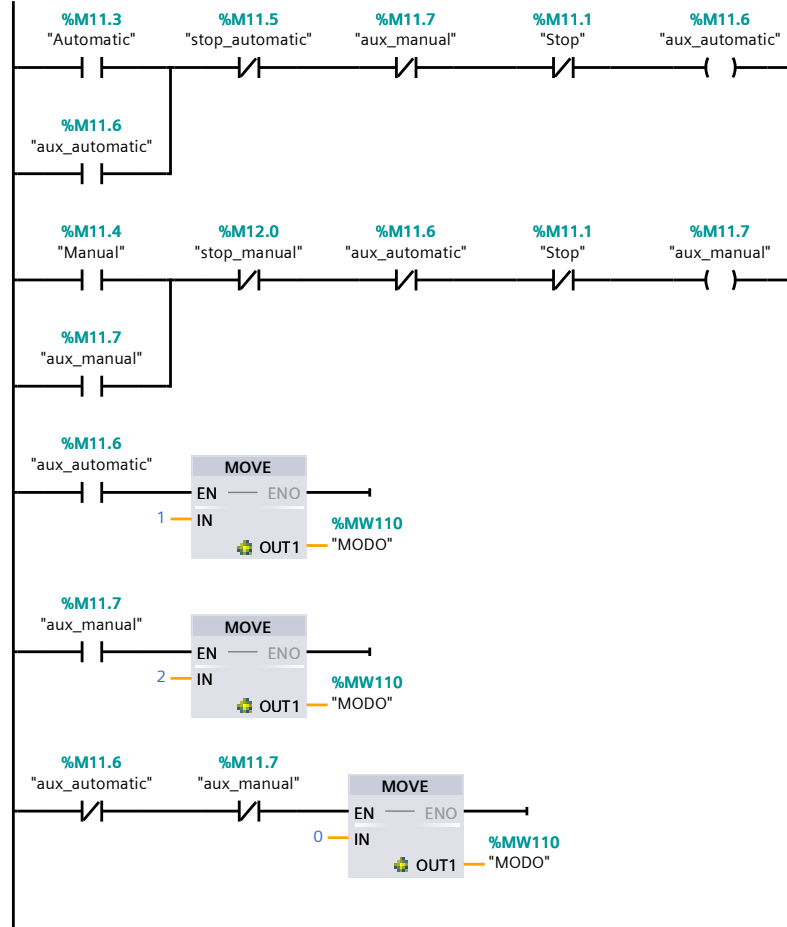 %M11.3 %M11.5 %M11.7 %M11.1 %M11.6
"Automatic" "stop_automatic" "aux_manual" "Stop" "aux_automatic"
%M11.6
"aux_automatic"
%M11.4 %M12.0 %M11.6 %M11.1 %M11.7
"Manual" "stop_manual" "aux_automatic" "Stop" "aux_manual"
%M11.7
"aux_manual"
%M11.6
"aux_automatic"
MOVE
EN ENO
1 IN
%MW110
OUT1 "MODO"
%M11.7
"aux_manual"
MOVE
EN ENO
2 IN
%MW110
OUT1 "MODO"
%M11.6 %M11.7
"aux_automatic" "aux_manual"
MOVE
EN ENO
0 IN
%MW110
OUT1 "MODO"